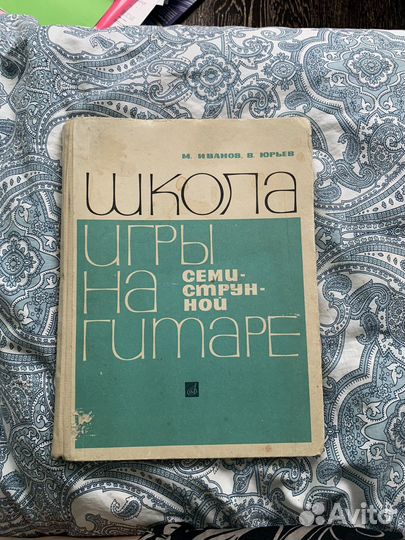 М. ИВАНОВ, В. ЮРЬЕВ
ШКОЛА
ИГРЫ
НА
СЕМИ-
СТРУН-
НОЙ
ГИТАРЕ
Avito